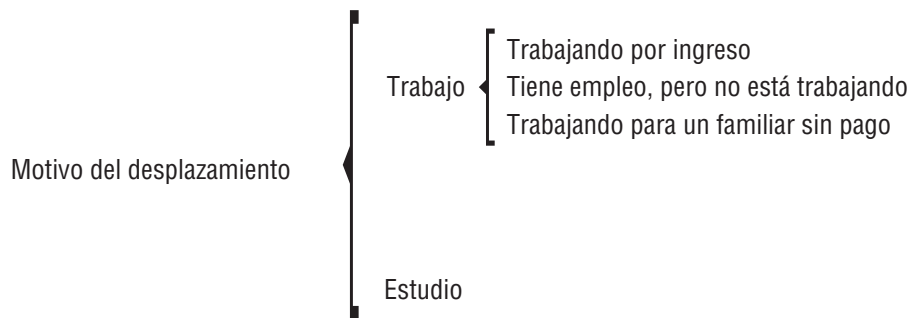 Trabajando por ingreso
Trabajo
Tiene empleo, pero no está trabajando
Trabajando para un familiar sin pago
Motivo del desplazamiento
Estudio